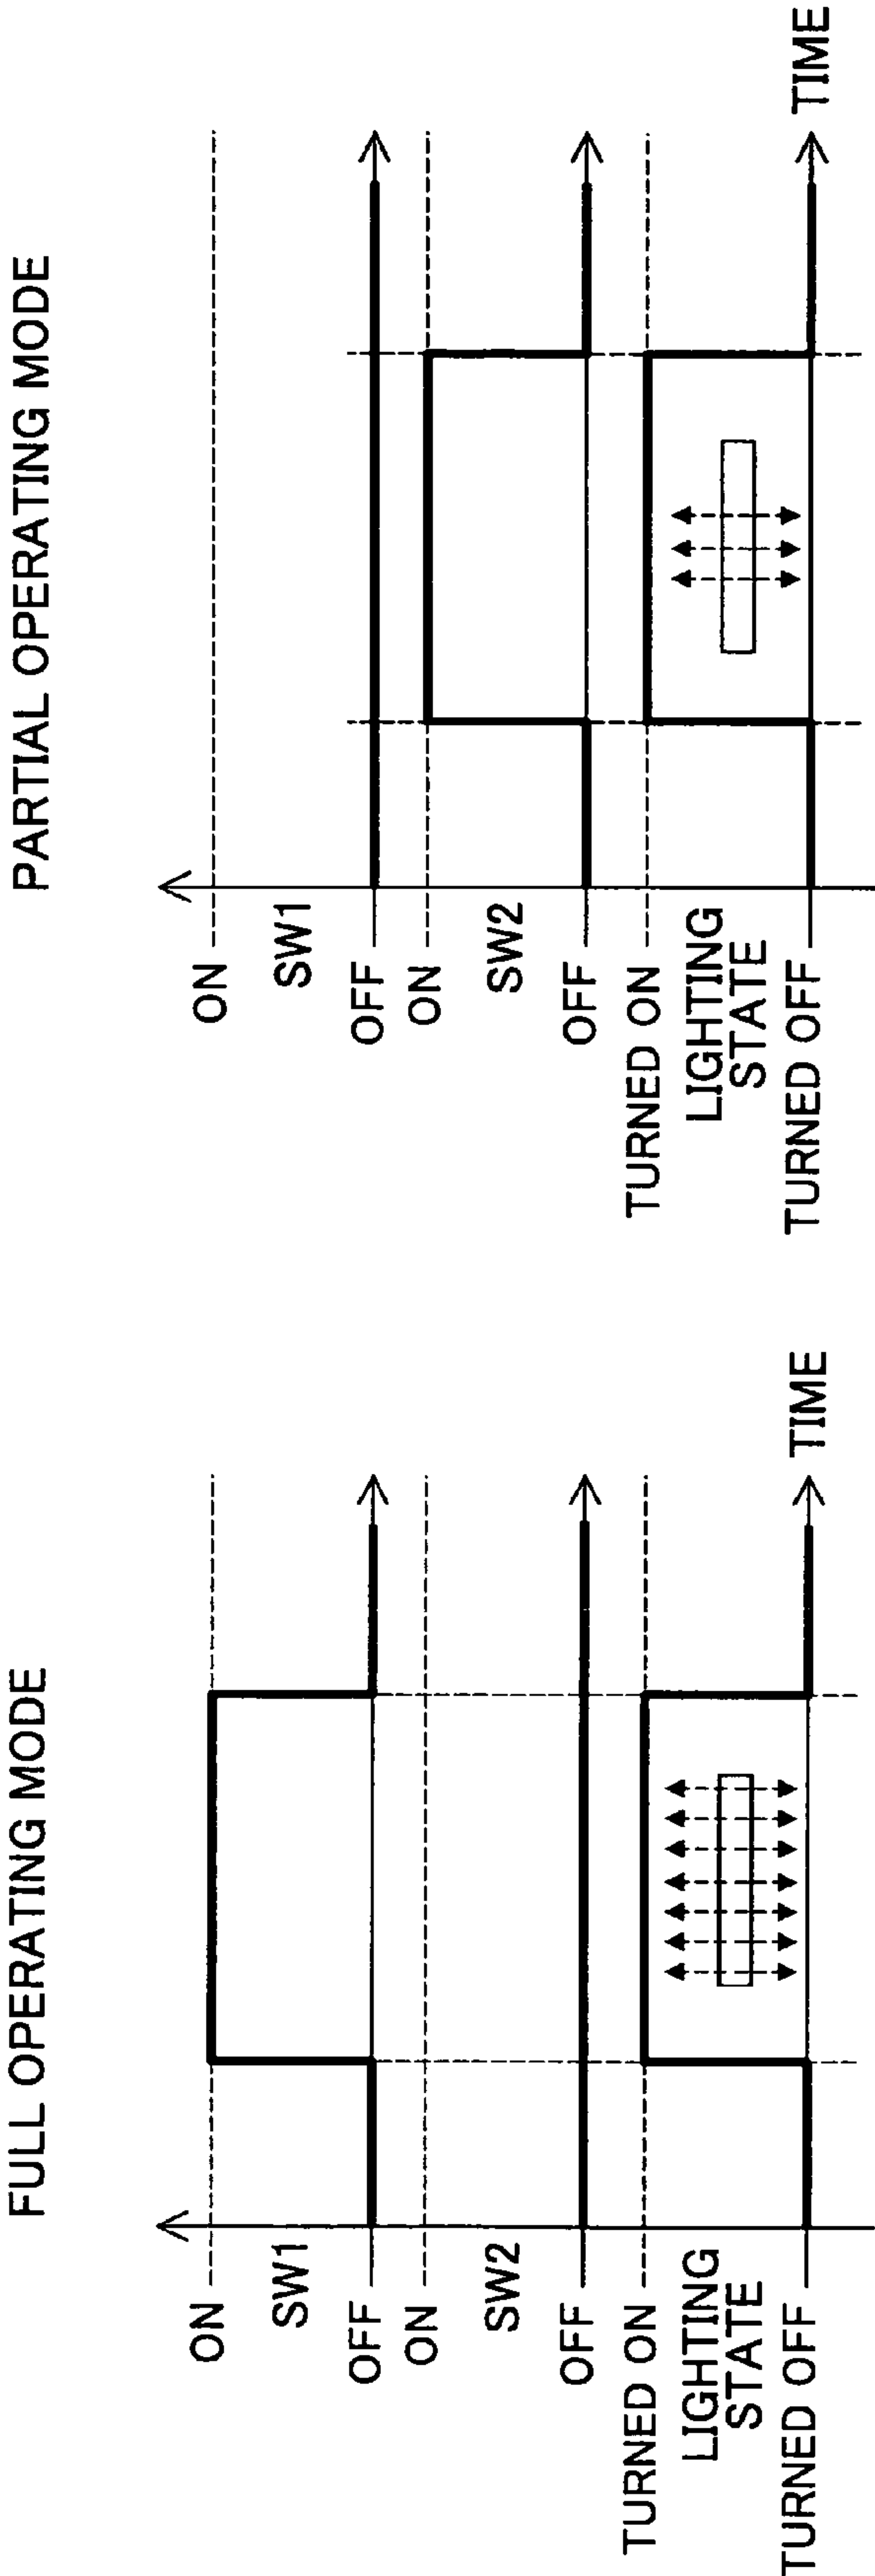 FULL OPERATING MODE
ON
SW1
OFF
ON
SW2
OFF
TURNED ON
LIGHTING
STATE
TURNED OFF
TIME
PARTIAL OPERATING MODE
ON
SW1
OFF
ON
SW2
OFF
TURNED ON
LIGHTING
STATE
TURNED OFF
TIME